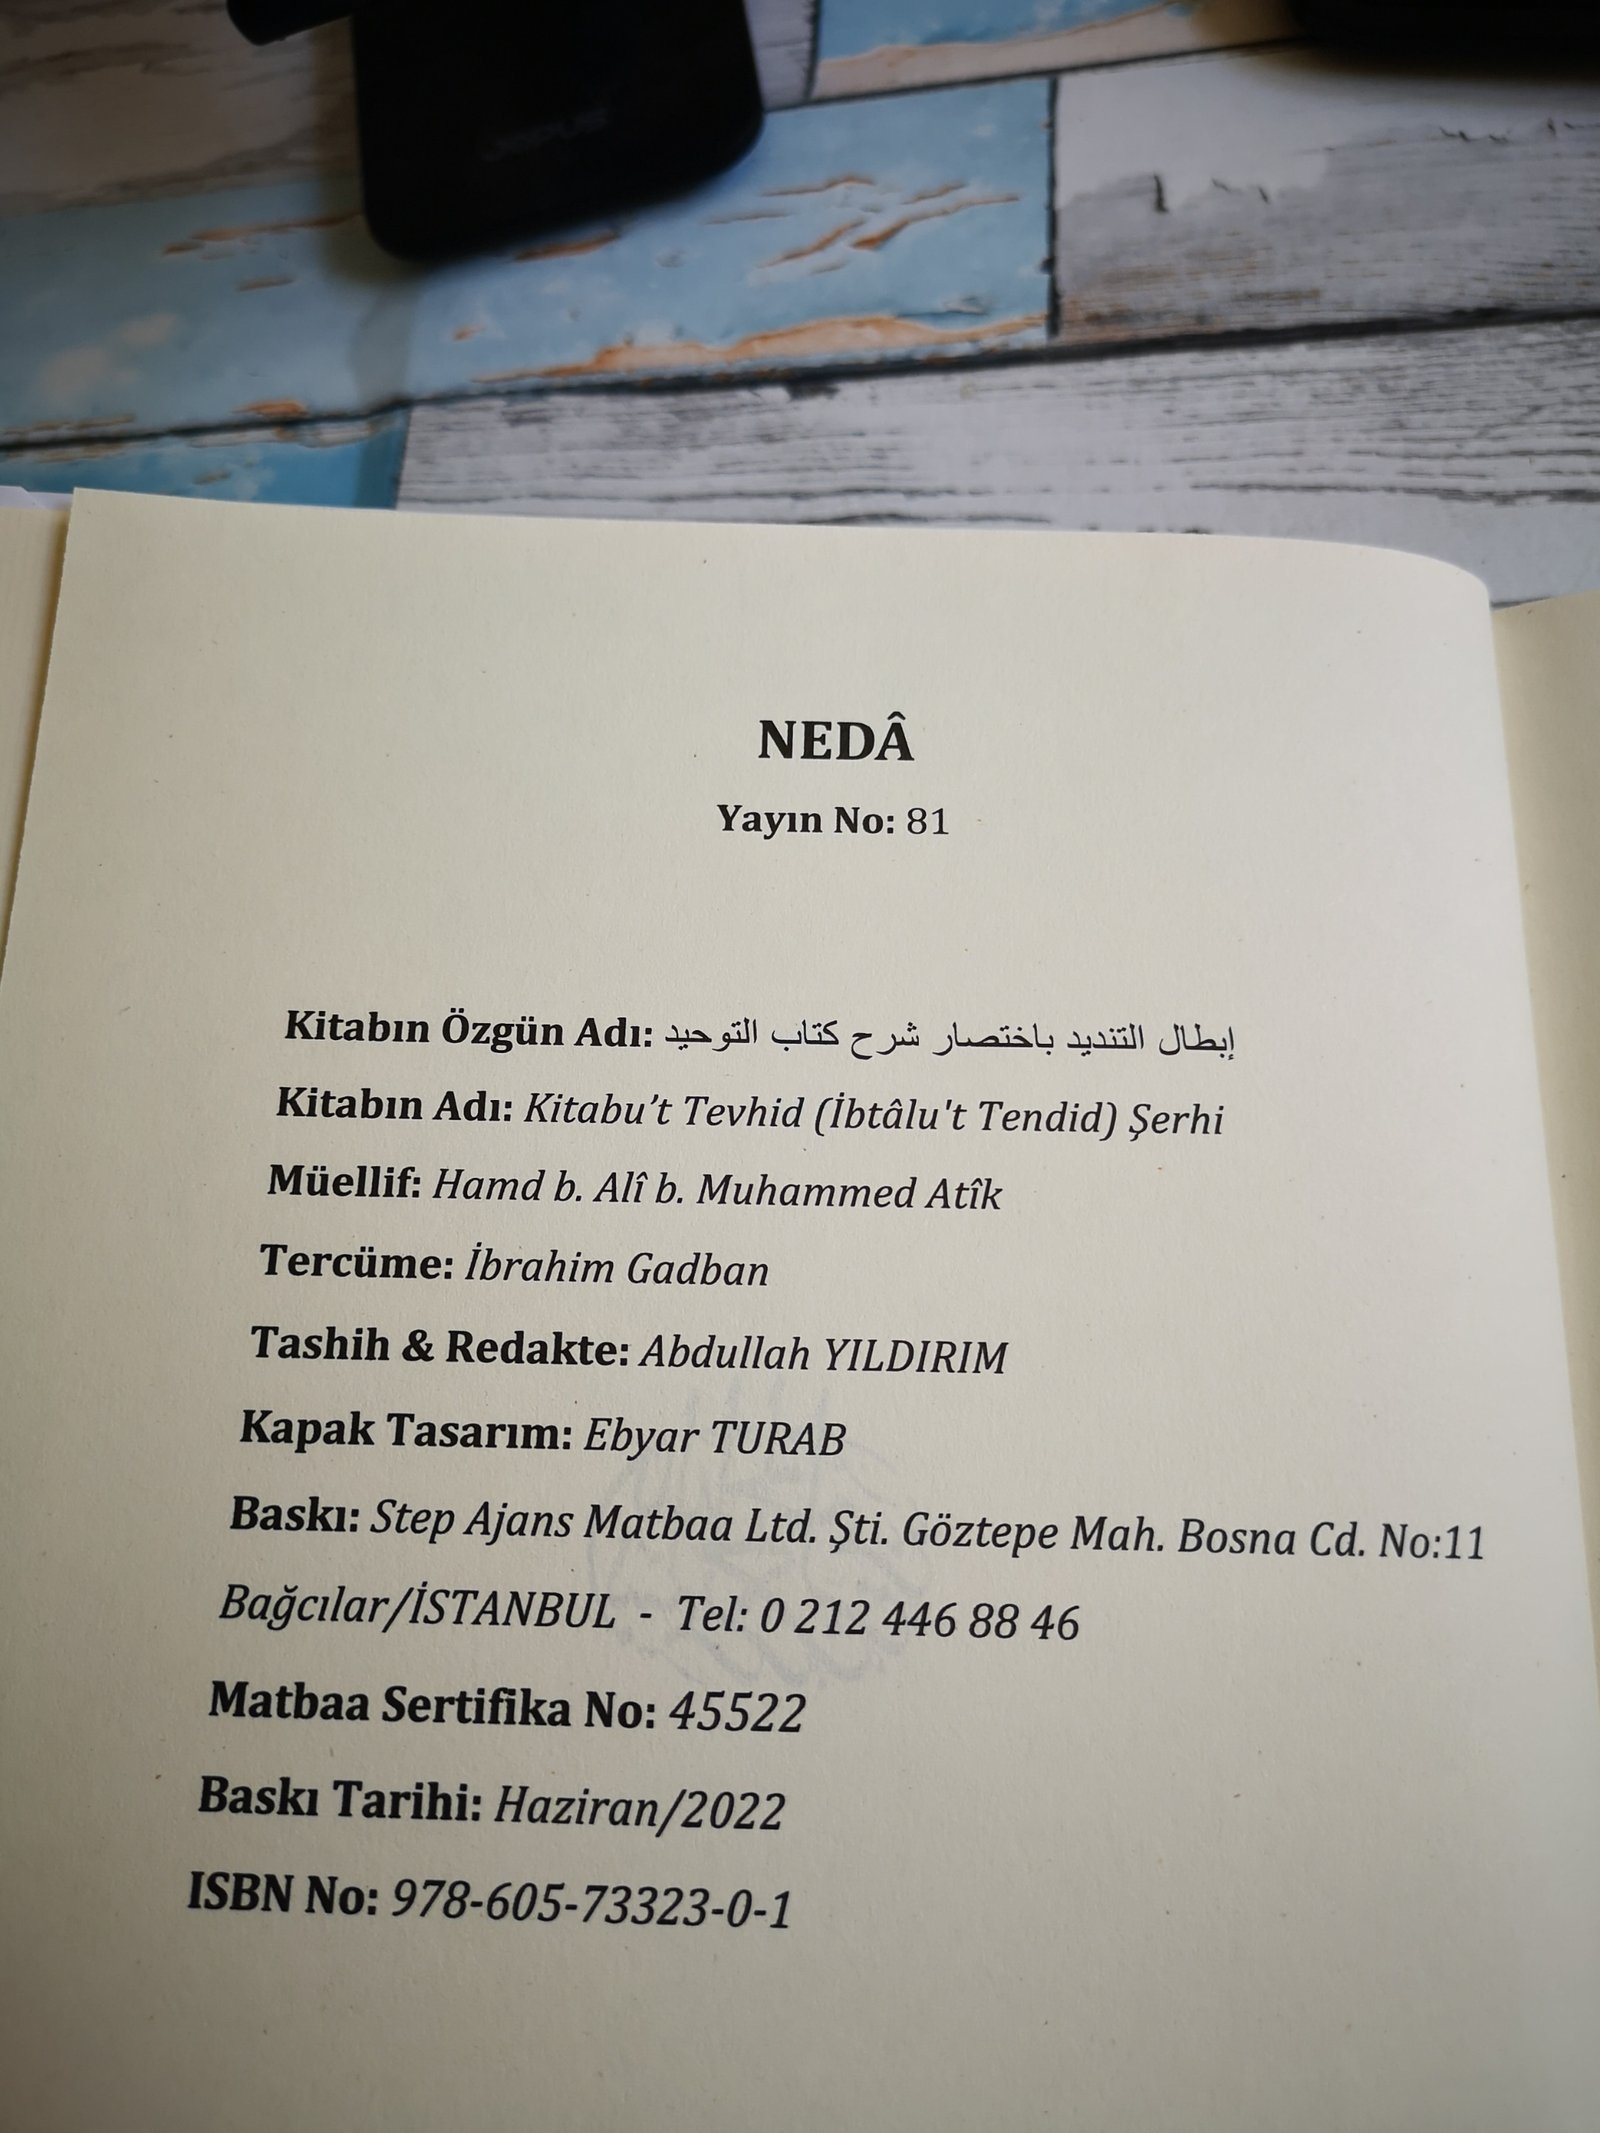 NEDÂ
Yayın No: 81
Kitabın Özgün Adı: إبطال التنديد باختصار شرح كتاب التوحيد
Kitabın Adı: Kitabu’t Tevhid (İbtâlu't Tendid) Şerhi
Müellif: Hamd b. Alî b. Muhammed Atîk
Tercüme: İbrahim Gadban
Tashih & Redakte: Abdullah YILDIRIM
Kapak Tasarım: Ebyar TURAB
Baskı: Step Ajans Matbaa Ltd. Şti. Göztepe Mah. Bosna Cd. No:11
Bağcılar/İSTANBUL - Tel: 0 212 446 88 46
Matbaa Sertifika No: 45522
Baskı Tarihi: Haziran/2022
ISBN No: 978-605-73323-0-1